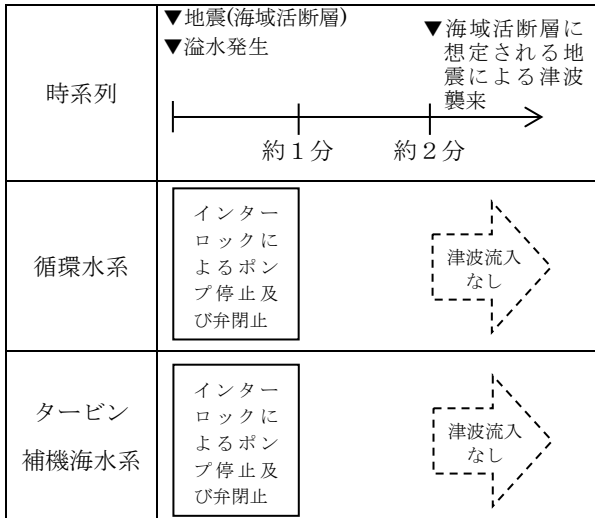 時系列
▼地震(海域活断層)
▼溢水発生
▼海域活断層に
想定される地
震による津波
襲来
約１分
約２分
循環水系
インター
ロックに
よるポン
プ停止及
び弁閉止
津波流入
なし
タービン
補機海水系
インター
ロックに
よるポン
プ停止及
び弁閉止
津波流入
なし